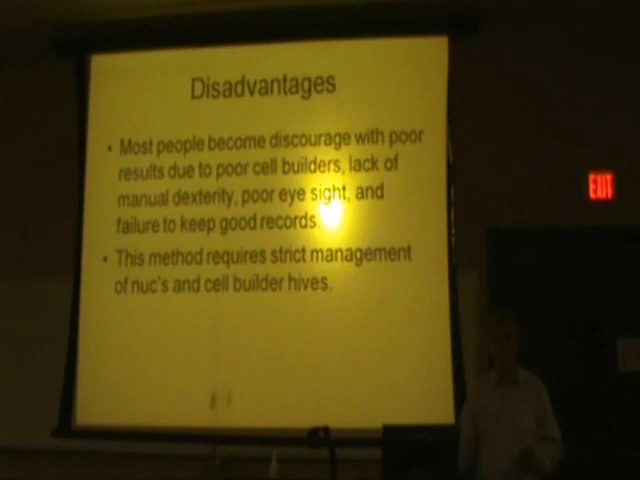 Disadvantages
• Most people become discourage with poor
results due to poor cell builders, lack of
manual dexterity, poor eye sight, and
failure to keep good records.
• This method requires strict management
of nuc's and cell builder hives.
EXIT